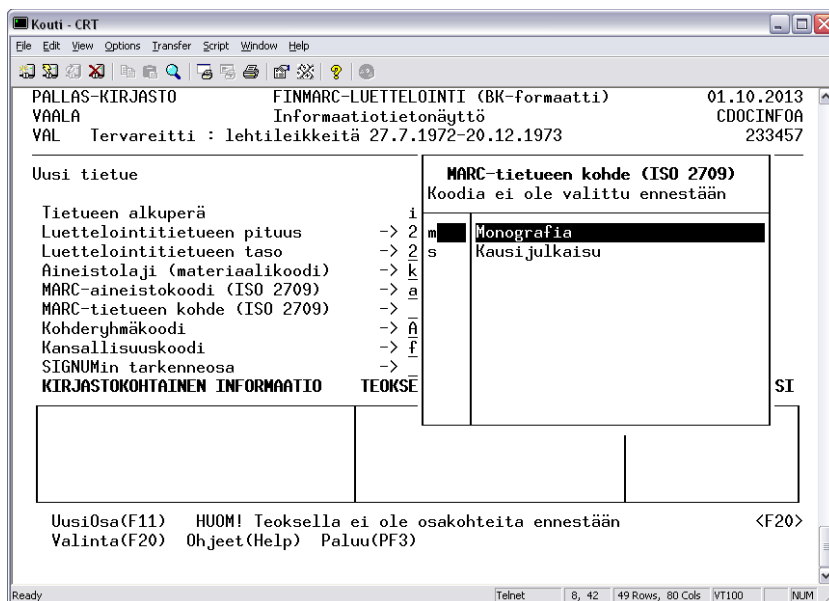 Kouti - CRT
File Edit View Options Transfer Script Window Help
PALLAS-KIRJASTO FINMARC-LUETTELOINTI (BK-formaatti) 01.10.2013
VAALA Informaatiotietonäyttö CDOCINFOA
VAL Tervareitti : lehtileikkeitä 27.7.1972-20.12.1973 233457
Uusi tietue
MARC-tietueen kohde (ISO 2709)
Koodia ei ole valittu ennestään
Tietueen alkuperä i
Luettelointitietueen pituus -> 2 m Monografia
Luettelointitietueen taso -> 2 s Kausijulkaisu
Aineistolaji (materiaalikoodi) -> k
MARC-aineistokoodi (ISO 2709) -> a
MARC-tietueen kohde (ISO 2709) -> _
Kohderyhmäkoodi -> A
Kansallisuuskoodi -> f
SIGNUMin tarkenneosa -> _
KIRJASTOKOHTAINEN INFORMAATIO TEOKSE SI
UusiOsa(F11) HUOM! Teoksella ei ole osakohteita ennestään <F20>
Valinta(F20) Ohjeet(Help) Paluu(PF3)
Ready Telnet 8, 42 49 Rows, 80 Cols VT100 NUM